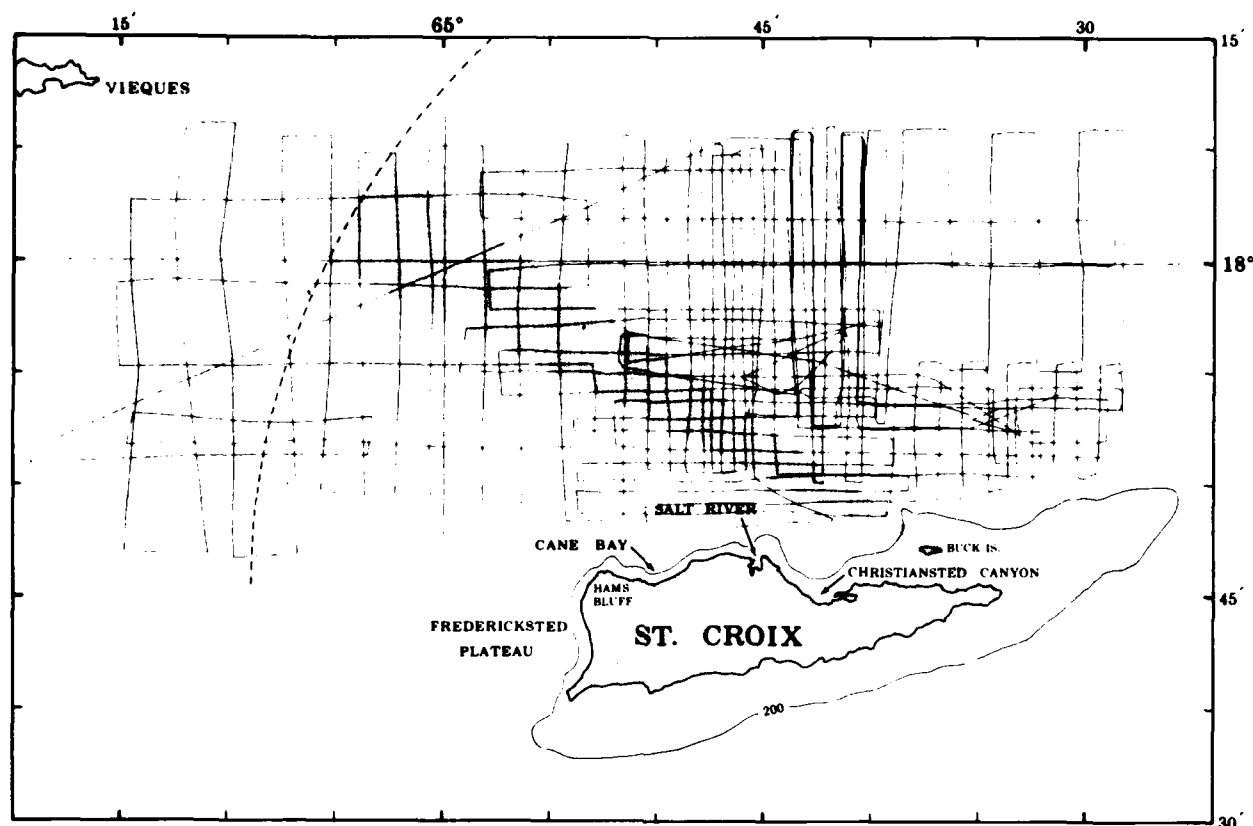 15′ 65° 45′ 30
15′
VIEQUES
18°
SALT RIVER
CANE BAY
BUCK IS.
CHRISTIANSTED CANYON
HAMS
BLUFF
45′
FREDERICKSTED
PLATEAU
ST. CROIX
200
30′